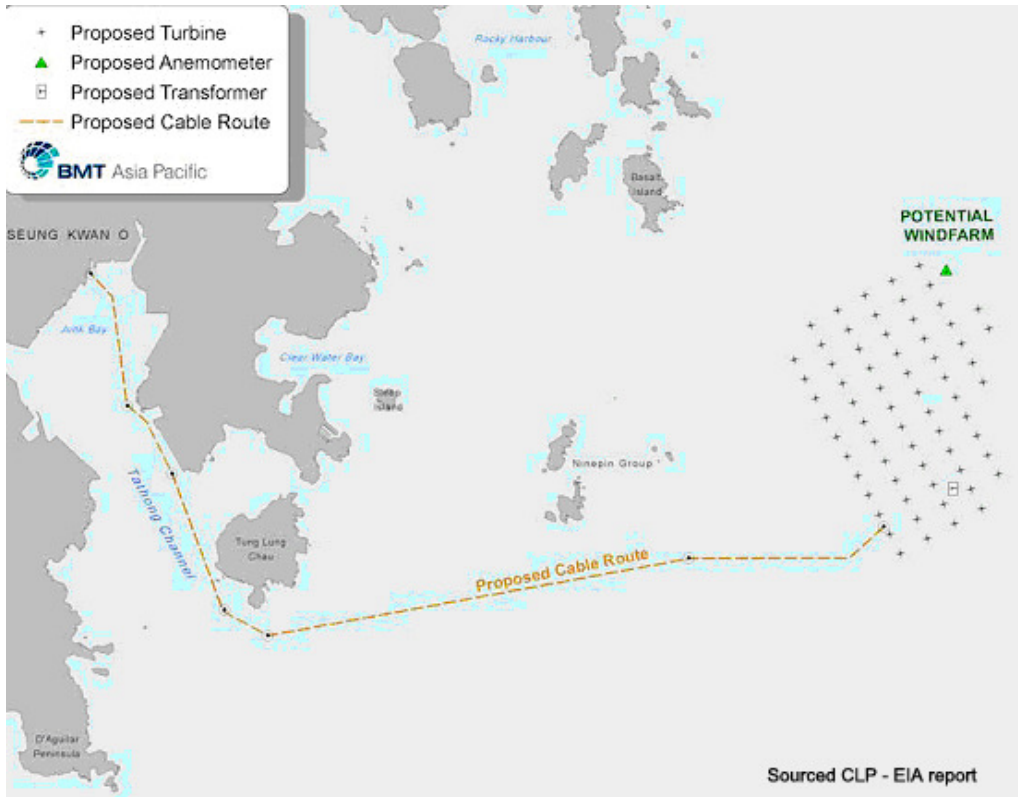 Proposed Turbine
Proposed Anemometer
Proposed Transformer
Proposed Cable Route
BMT Asia Pacific
Rocky Harbour
Basalt
Island
POTENTIAL
WINDFARM
SEUNG KWAN O
Junk Bay
Clear Water Bay
Steep
Island
Ninepin Group
Tathong Channel
Tung Lung
Chau
Proposed Cable Route
D'Aguilar
Peninsula
Sourced CLP - EIA report